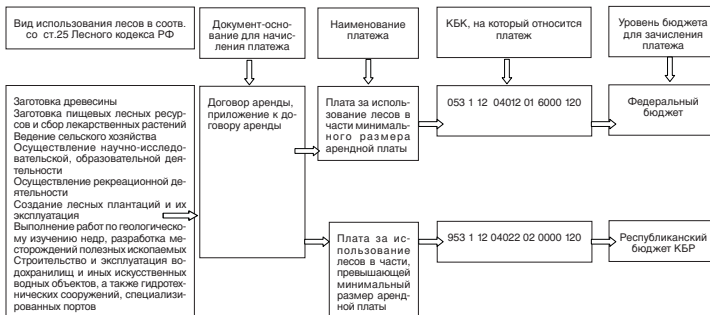 Вид использования лесов в соотв.
со ст.25 Лесного кодекса РФ
Документ-осно-
вание для начис-
ления платежа
Наименование
платежа
КБК, на который относится
платеж
Уровень бюджета
для зачисления
платежа
Заготовка древесины
Заготовка пищевых лесных ресур-
сов и сбор лекарственных растений
Ведение сельского хозяйства
Осуществление научно-исследо-
вательской, образовательной дея-
тельности
Осуществление рекреационной де-
ятельности
Создание лесных плантаций и их
эксплуатация
Выполнение работ по геологическо-
му изучению недр, разработка ме-
сторождений полезных ископаемых
Строительство и эксплуатация во-
дохранилищ и иных искусственных
водных объектов, а также гидротех-
нических сооружений, специализи-
рованных портов
Договор аренды,
приложение к до-
говору аренды
Плата за исполь-
зование лесов в
части минималь-
ного размера
арендной платы
053 1 12 04012 01 6000 120
Федеральный
бюджет
Плата за ис-
пользование
лесов в части,
превышающей
минимальный
размер аренд-
ной платы
953 1 12 04022 02 0000 120
Республиканский
бюджет КБР